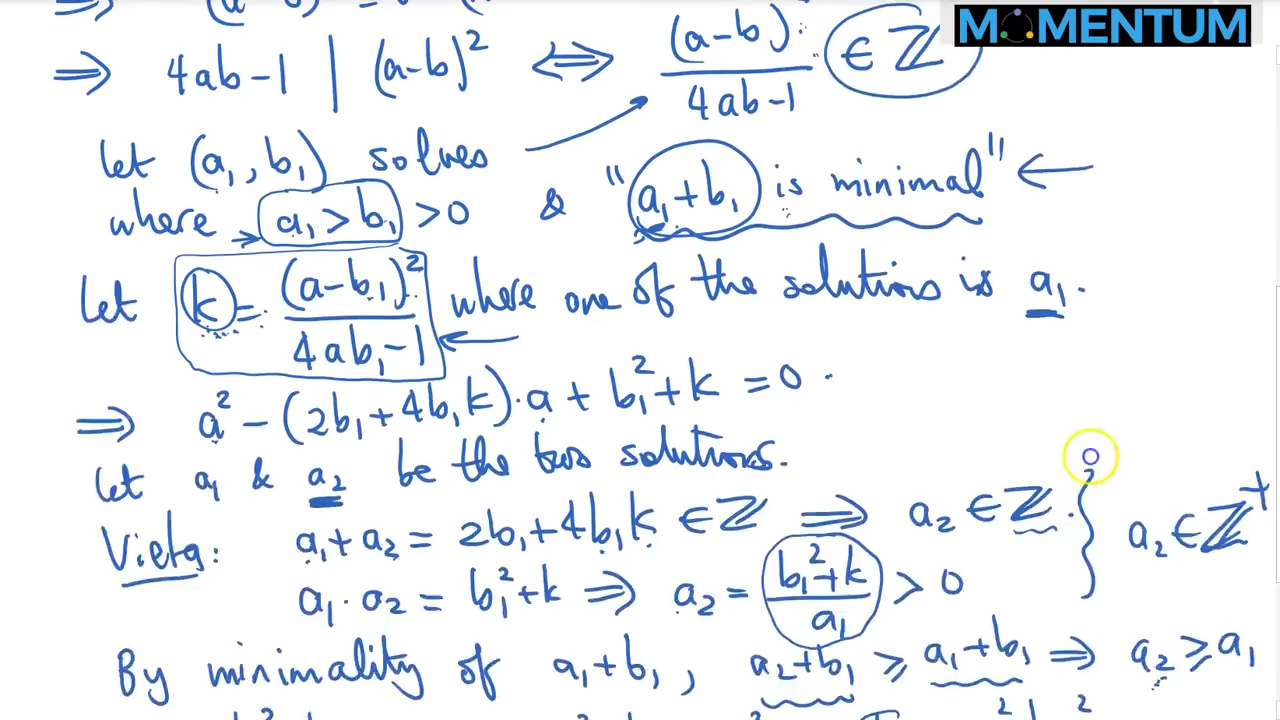 MOMENTUM
⇒ 4ab-1 | (a-b)² ⟺ (a-b) / 4ab-1 ∈ ℤ
let (a₁, b₁) solves
where a₁ > b₁ > 0 & "a₁+b₁ is minimal" ←
Let k = (a-b₁)² / 4ab₁-1 where one of the solutions is a₁.
⇒ a² - (2b₁+4b₁k)·a + b₁²+k = 0.
let a₁ & a₂ be the two solutions.
Vieta: a₁+a₂ = 2b₁+4b₁k ∈ ℤ ⇒ a₂ ∈ ℤ. } a₂ ∈ ℤ⁺
a₁·a₂ = b₁²+k ⇒ a₂ = b₁²+k / a₁ > 0
By minimality of a₁+b₁, a₂+b₁ ≥ a₁+b₁ ⇒ a₂ ≥ a₁